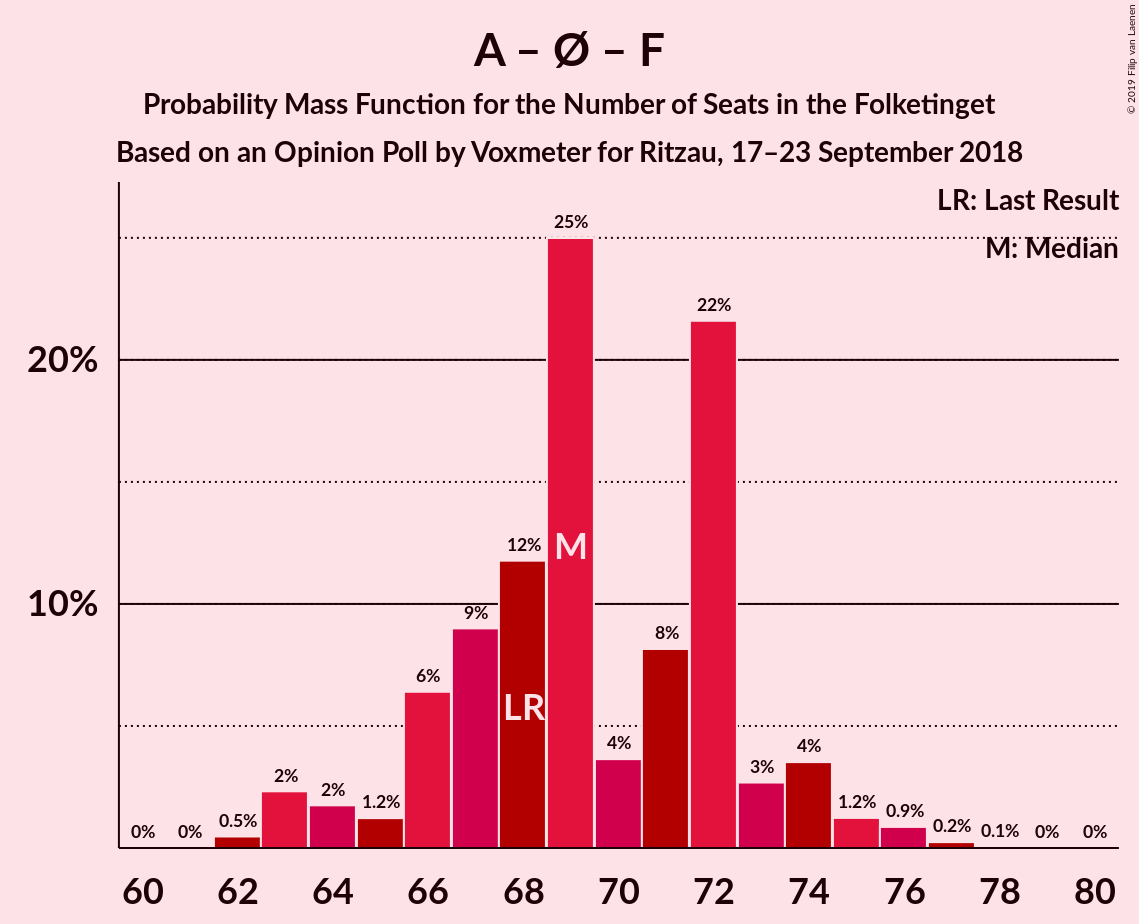 A – Ø – F
Probability Mass Function for the Number of Seats in the Folketinget
Based on an Opinion Poll by Voxmeter for Ritzau, 17–23 September 2018
© 2019 Filip van Laenen
LR: Last Result
M: Median
20%
10%
0%
0%
0.5%
2%
2%
1.2%
6%
9%
12%
25%
4%
8%
22%
3%
4%
1.2%
0.9%
0.2%
0.1%
0%
0%
M
LR
60 62 64 66 68 70 72 74 76 78 80